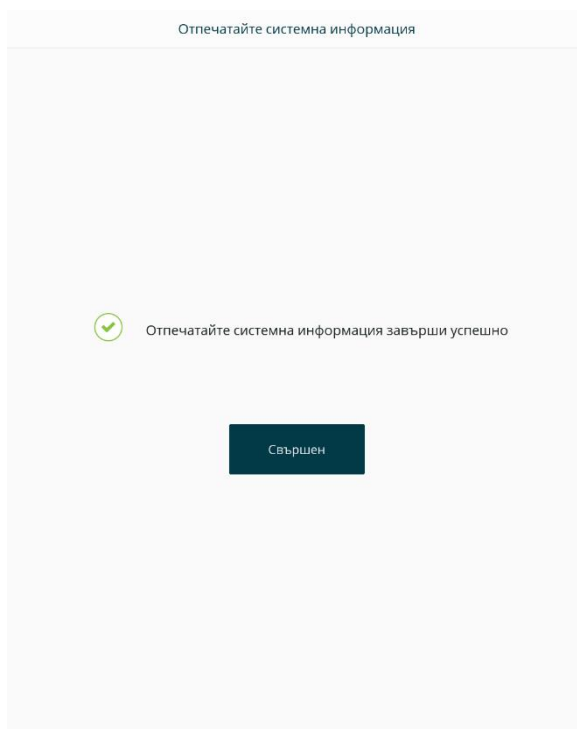 Отпечатайте системна информация
Отпечатайте системна информация завърши успешно
Свършен